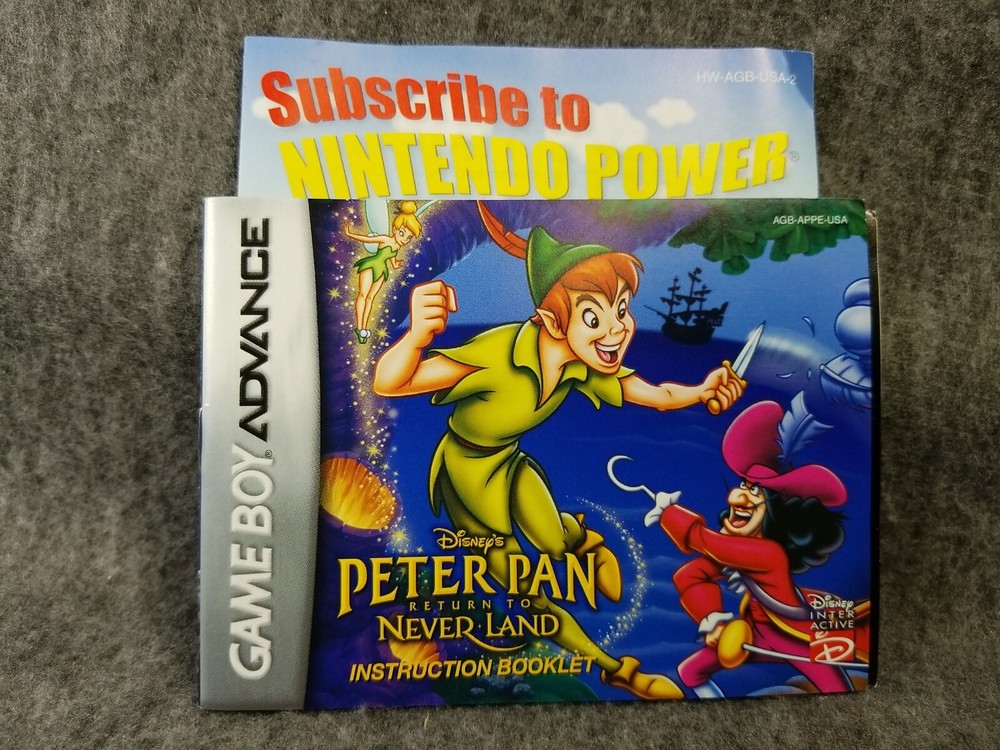 Subscribe to
HW-AGB-USA-2
NINTENDO POWER®
GAME BOY® ADVANCE
AGB-APPE-USA
DISNEY'S
PETER PAN
RETURN TO
NEVER LAND
INSTRUCTION BOOKLET
DISNEY
INTER
ACTIVE
D